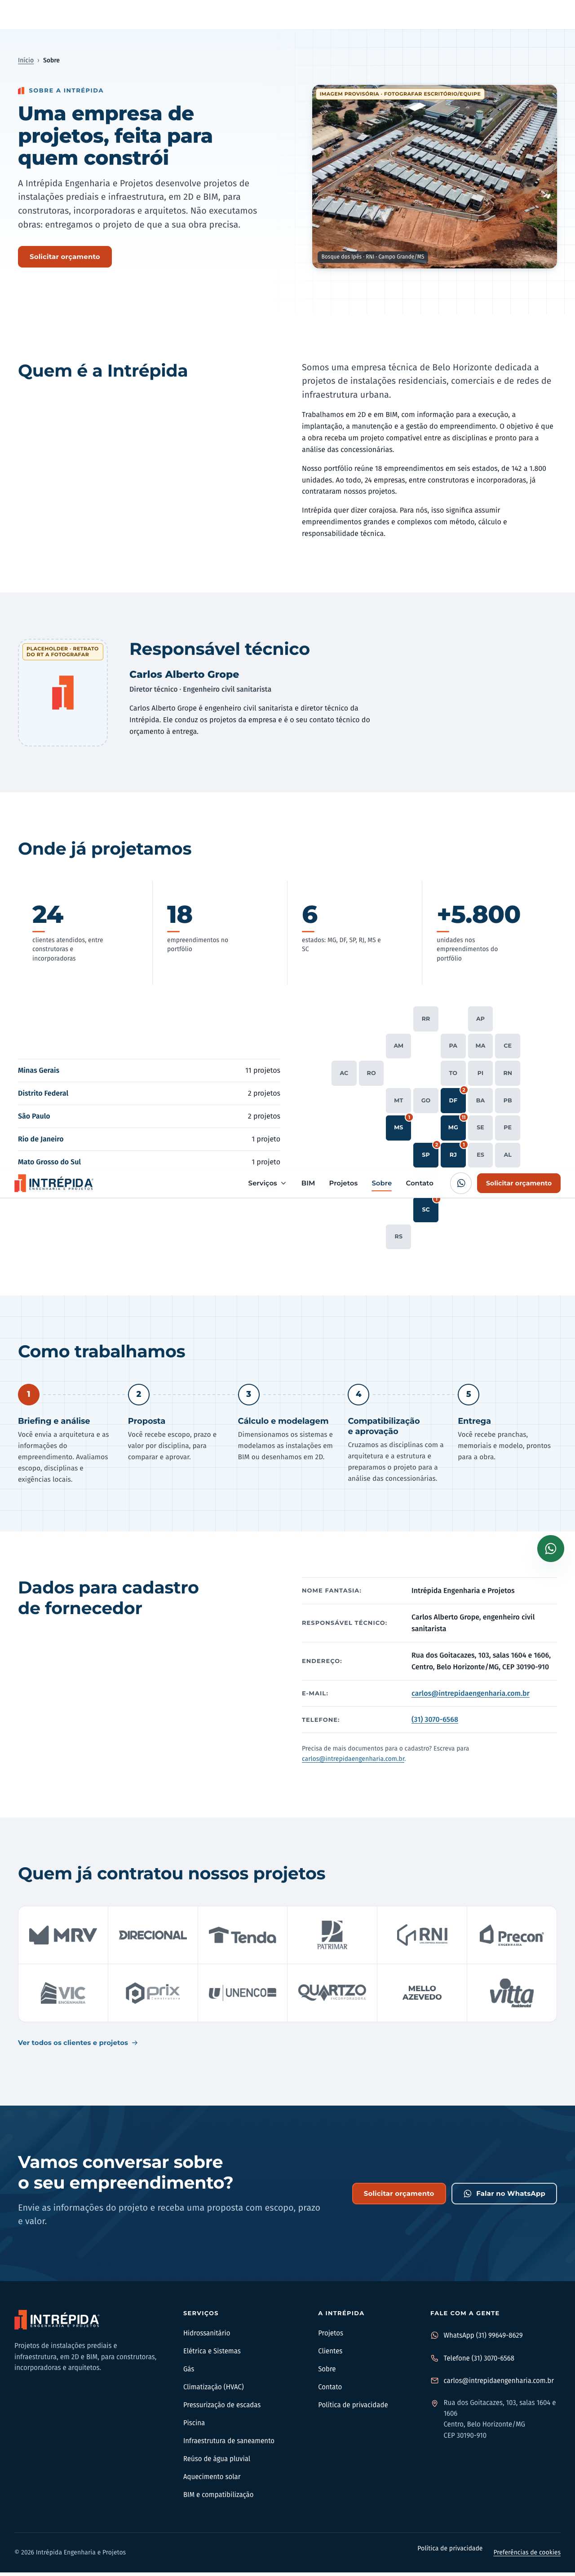 Início › Sobre
SOBRE A INTRÉPIDA
Uma empresa de
projetos, feita para
quem constrói
A Intrépida Engenharia e Projetos desenvolve projetos de
instalações prediais e infraestrutura, em 2D e BIM, para
construtoras, incorporadoras e arquitetos. Não executamos
obras: entregamos o projeto de que a sua obra precisa.
Solicitar orçamento
IMAGEM PROVISÓRIA · FOTOGRAFAR ESCRITÓRIO/EQUIPE
Bosque dos Ipês · RNI · Campo Grande/MS
Quem é a Intrépida
Somos uma empresa técnica de Belo Horizonte dedicada a
projetos de instalações residenciais, comerciais e de redes de
infraestrutura urbana.
Trabalhamos em 2D e em BIM, com informação para a execução, a
implantação, a manutenção e a gestão do empreendimento. O objetivo é que
a obra receba um projeto compatível entre as disciplinas e pronto para a
análise das concessionárias.
Nosso portfólio reúne 18 empreendimentos em seis estados, de 142 a 1.800
unidades. Ao todo, 24 empresas, entre construtoras e incorporadoras, já
contrataram nossos projetos.
Intrépida quer dizer corajosa. Para nós, isso significa assumir
empreendimentos grandes e complexos com método, cálculo e
responsabilidade técnica.
PLACEHOLDER · RETRATO
DO RT A FOTOGRAFAR
Responsável técnico
Carlos Alberto Grope
Diretor técnico · Engenheiro civil sanitarista
Carlos Alberto Grope é engenheiro civil sanitarista e diretor técnico da
Intrépida. Ele conduz os projetos da empresa e é o seu contato técnico do
orçamento à entrega.
Onde já projetamos
24
clientes atendidos, entre
construtoras e
incorporadoras
18
empreendimentos no
portfólio
6
estados: MG, DF, SP, RJ, MS e
SC
+5.800
unidades nos
empreendimentos do
portfólio
Minas Gerais 11 projetos
Distrito Federal 2 projetos
São Paulo 2 projetos
Rio de Janeiro 1 projeto
Mato Grosso do Sul 1 projeto
RR AP
AM PA MA CE
AC RO TO PI RN
MT GO DF 2 BA PB
MS 1 MG 11 SE PE
SP 2 RJ 1 ES AL
INTRÉPIDA
ENGENHARIA E PROJETOS
Serviços BIM Projetos Sobre Contato Solicitar orçamento
SC 1
RS
Como trabalhamos
1
Briefing e análise
Você envia a arquitetura e as
informações do
empreendimento. Avaliamos
escopo, disciplinas e
exigências locais.
2
Proposta
Você recebe escopo, prazo e
valor por disciplina, para
comparar e aprovar.
3
Cálculo e modelagem
Dimensionamos os sistemas e
modelamos as instalações em
BIM ou desenhamos em 2D.
4
Compatibilização
e aprovação
Cruzamos as disciplinas com a
arquitetura e a estrutura e
preparamos o projeto para a
análise das concessionárias.
5
Entrega
Você recebe pranchas,
memoriais e modelo, prontos
para a obra.
Dados para cadastro
de fornecedor
NOME FANTASIA: Intrépida Engenharia e Projetos
RESPONSÁVEL TÉCNICO: Carlos Alberto Grope, engenheiro civil
sanitarista
ENDEREÇO: Rua dos Goitacazes, 103, salas 1604 e 1606,
Centro, Belo Horizonte/MG, CEP 30190-910
E-MAIL: carlos@intrepidaengenharia.com.br
TELEFONE: (31) 3070-6568
Precisa de mais documentos para o cadastro? Escreva para
carlos@intrepidaengenharia.com.br.
Quem já contratou nossos projetos
MRV DIRECIONAL Tenda PATRIMAR RNI Precon
ENGENHARIA
VIC prix UNENCO QUARTZO MELLO
AZEVEDO vitta
Residencial
Ver todos os clientes e projetos →
Vamos conversar sobre
o seu empreendimento?
Envie as informações do projeto e receba uma proposta com escopo, prazo
e valor.
Solicitar orçamento
Falar no WhatsApp
INTRÉPIDA
ENGENHARIA E PROJETOS
Projetos de instalações prediais e
infraestrutura, em 2D e BIM, para construtoras,
incorporadoras e arquitetos.
SERVIÇOS
Hidrossanitário
Elétrica e Sistemas
Gás
Climatização (HVAC)
Pressurização de escadas
Piscina
Infraestrutura de saneamento
Reúso de água pluvial
Aquecimento solar
BIM e compatibilização
A INTRÉPIDA
Projetos
Clientes
Sobre
Contato
Política de privacidade
FALE COM A GENTE
WhatsApp (31) 99649-8629
Telefone (31) 3070-6568
carlos@intrepidaengenharia.com.br
Rua dos Goitacazes, 103, salas 1604 e
1606
Centro, Belo Horizonte/MG
CEP 30190-910
© 2026 Intrépida Engenharia e Projetos
Política de privacidade
Preferências de cookies